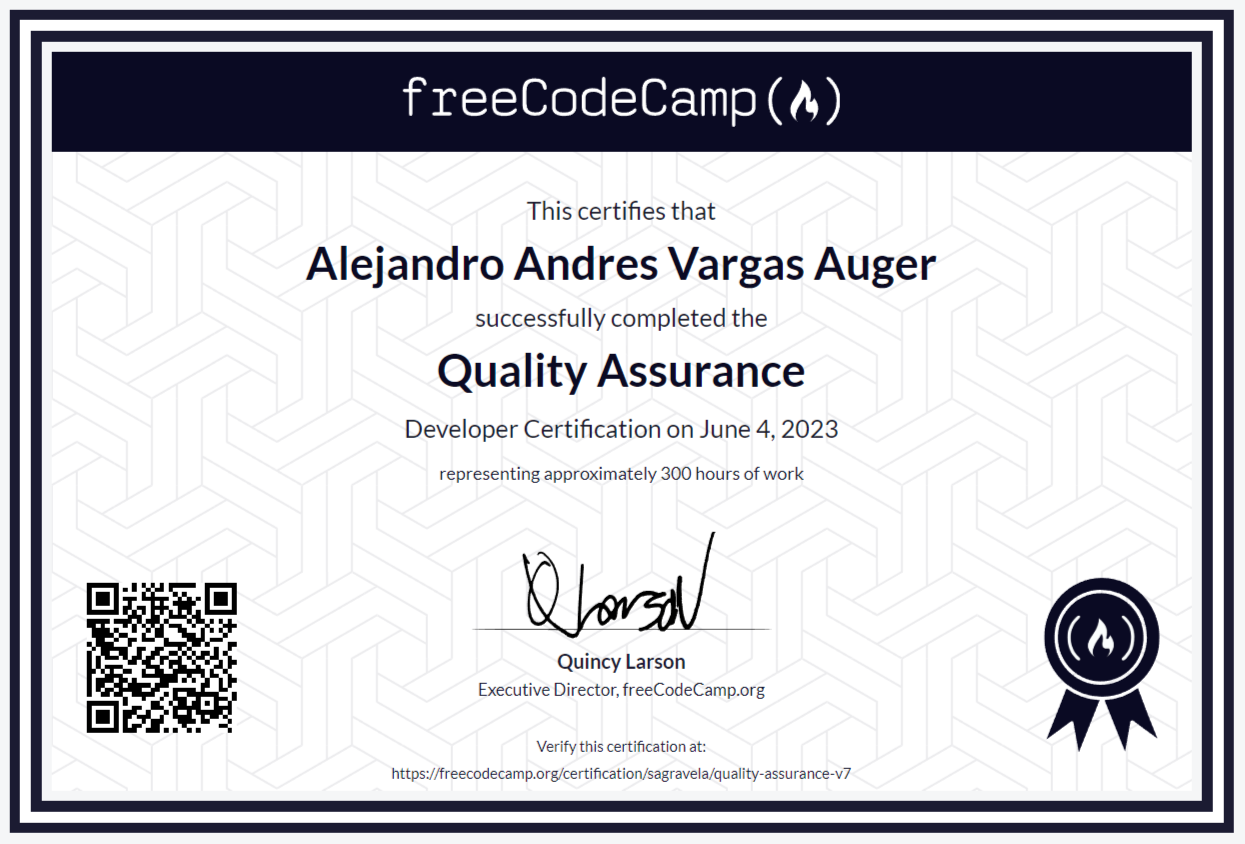 freeCodeCamp
This certifies that
Alejandro Andres Vargas Auger
successfully completed the
Quality Assurance
Developer Certification on June 4, 2023
representing approximately 300 hours of work
Q Larson
Quincy Larson
Executive Director, freeCodeCamp.org
Verify this certification at:
https://freecodecamp.org/certification/sagravela/quality-assurance-v7